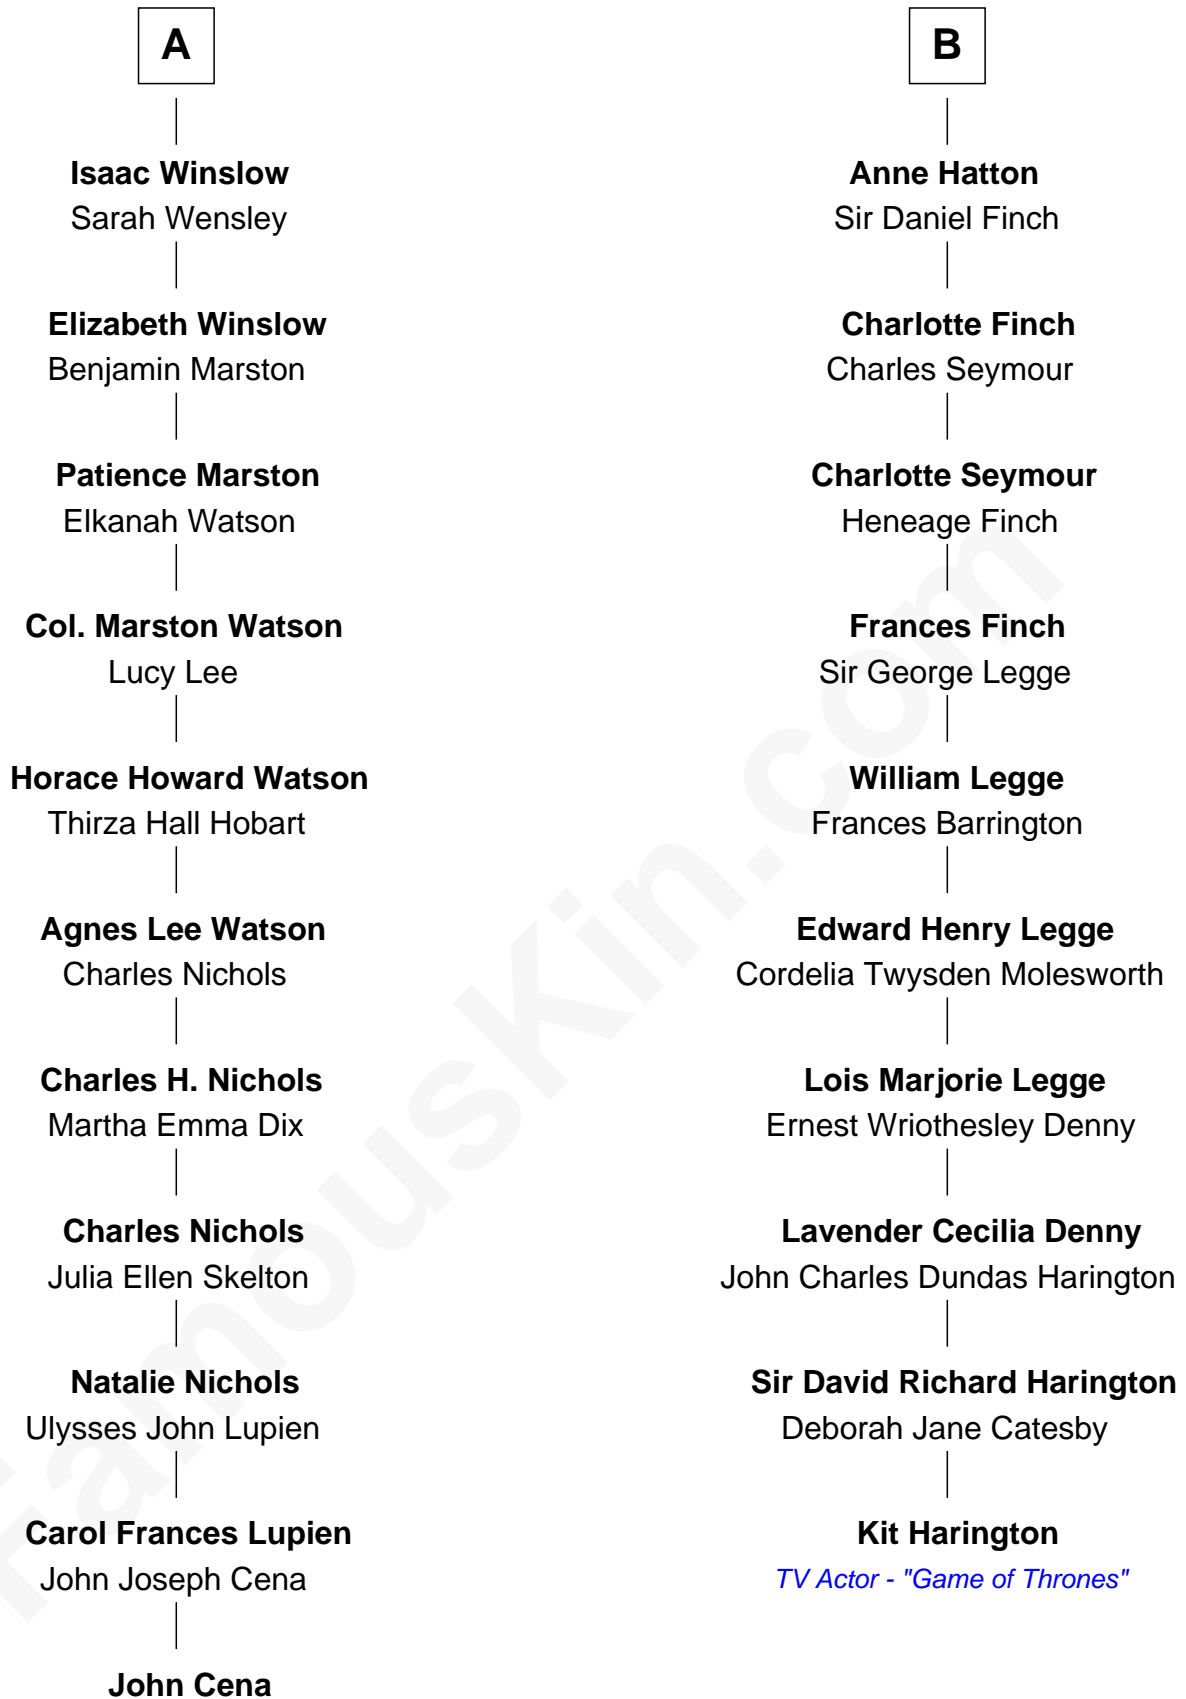 A
Isaac Winslow
Sarah Wensley
Elizabeth Winslow
Benjamin Marston
Patience Marston
Elkanah Watson
Col. Marston Watson
Lucy Lee
Horace Howard Watson
Thirza Hall Hobart
Agnes Lee Watson
Charles Nichols
Charles H. Nichols
Martha Emma Dix
Charles Nichols
Julia Ellen Skelton
Natalie Nichols
Ulysses John Lupien
Carol Frances Lupien
John Joseph Cena
John Cena
B
Anne Hatton
Sir Daniel Finch
Charlotte Finch
Charles Seymour
Charlotte Seymour
Heneage Finch
Frances Finch
Sir George Legge
William Legge
Frances Barrington
Edward Henry Legge
Cordelia Twysden Molesworth
Lois Marjorie Legge
Ernest Wriothesley Denny
Lavender Cecilia Denny
John Charles Dundas Harington
Sir David Richard Harington
Deborah Jane Catesby
Kit Harington
TV Actor - "Game of Thrones"
FamousKin.com